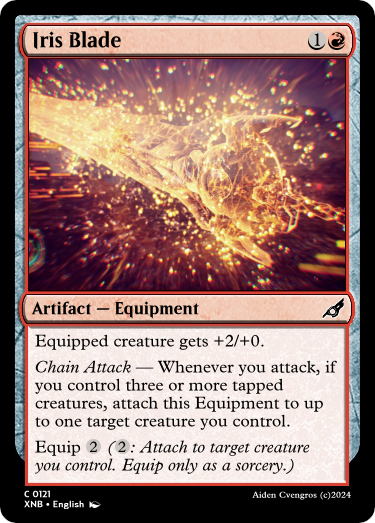 Iris Blade 1
Artifact — Equipment
Equipped creature gets +2/+0.
Chain Attack — Whenever you attack, if
you control three or more tapped
creatures, attach this Equipment to up
to one target creature you control.
Equip 2 (2: Attach to target creature
you control. Equip only as a sorcery.)
C 0121
XNB • English
Aiden Cvengros (c)2024